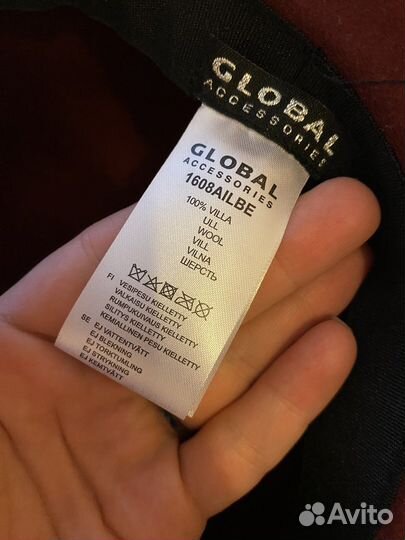 GLOBAL
ACCESSORIES
GLOBAL
ACCESSORIES
1608AILBE
100% VILLA
ULL
WOOL
VILL
VILNA
ШЕРСТЬ
FI VESIPESU KIELLETTY
VALKAISU KIELLETTY
RUMPUKUIVAUS KIELLETTY
SILITYS KIELLETTY
KEMIALLINEN PESU KIELLETTY
SE EJ VATTENTVÄTT
EJ BLEKNING
EJ TORKTUMLING
EJ STRYKNING
EJ KEMTVÄTT
Avito